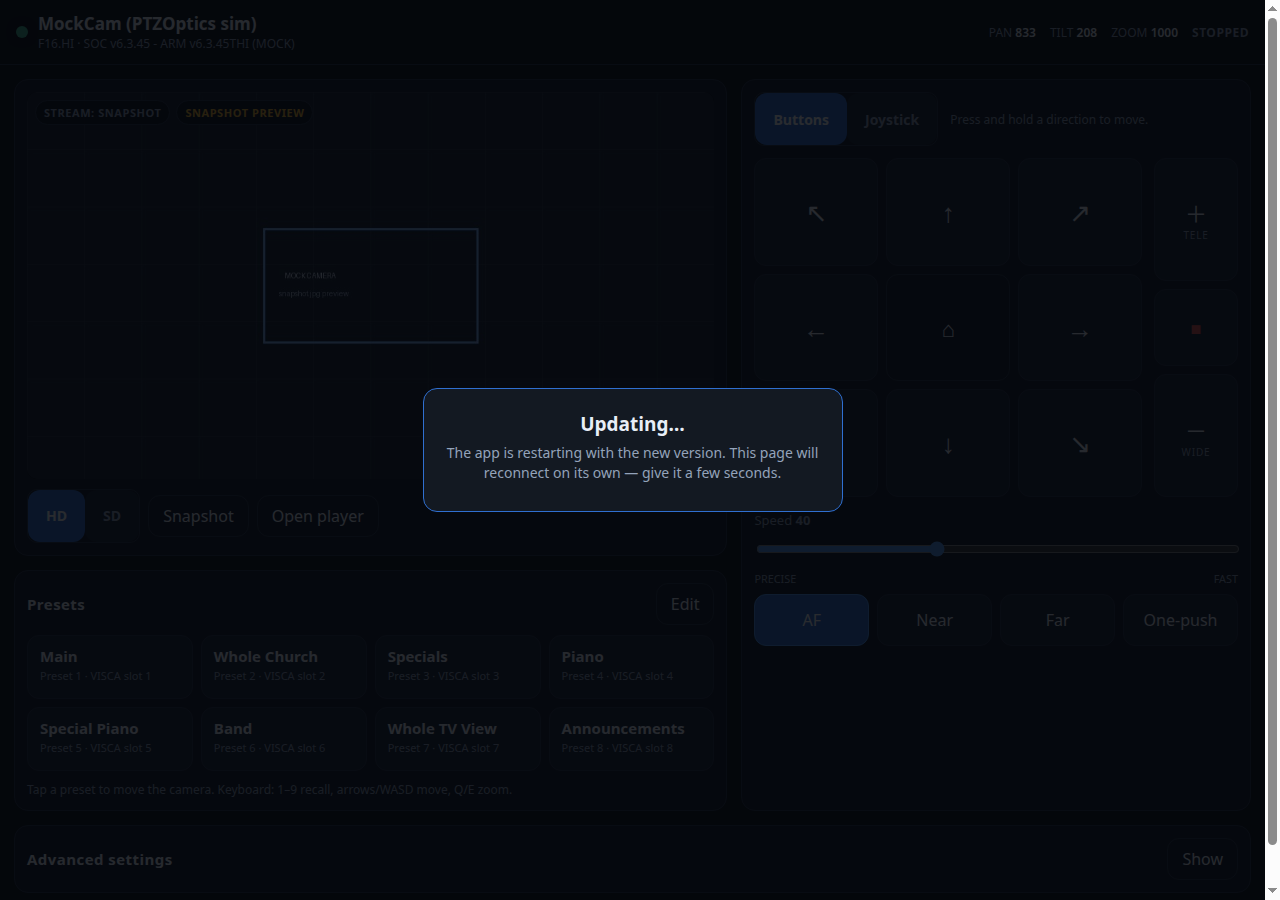 MockCam (PTZOptics sim)
F16.HI · SOC v6.3.45 - ARM v6.3.45THI (MOCK)
PAN 833 TILT 208 ZOOM 1000 STOPPED
STREAM: SNAPSHOT SNAPSHOT PREVIEW
MOCK CAMERA
HD SD Snapshot Open player
Buttons Joystick Press and hold a direction to move.
↖ ↑ ↗
+
TELE
← ⌂ →
■
↓ ↘
—
WIDE
Updating…
The app is restarting with the new version. This page will
reconnect on its own — give it a few seconds.
Speed 40
PRECISE FAST
AF Near Far One-push
Presets Edit
Main Whole Church Specials Piano
Preset 1 · VISCA slot 1 Preset 2 · VISCA slot 2 Preset 3 · VISCA slot 3 Preset 4 · VISCA slot 4
Special Piano Band Whole TV View Announcements
Preset 5 · VISCA slot 5 Preset 6 · VISCA slot 6 Preset 7 · VISCA slot 7 Preset 8 · VISCA slot 8
Tap a preset to move the camera. Keyboard: 1–9 recall, arrows/WASD move, Q/E zoom.
Advanced settings Show